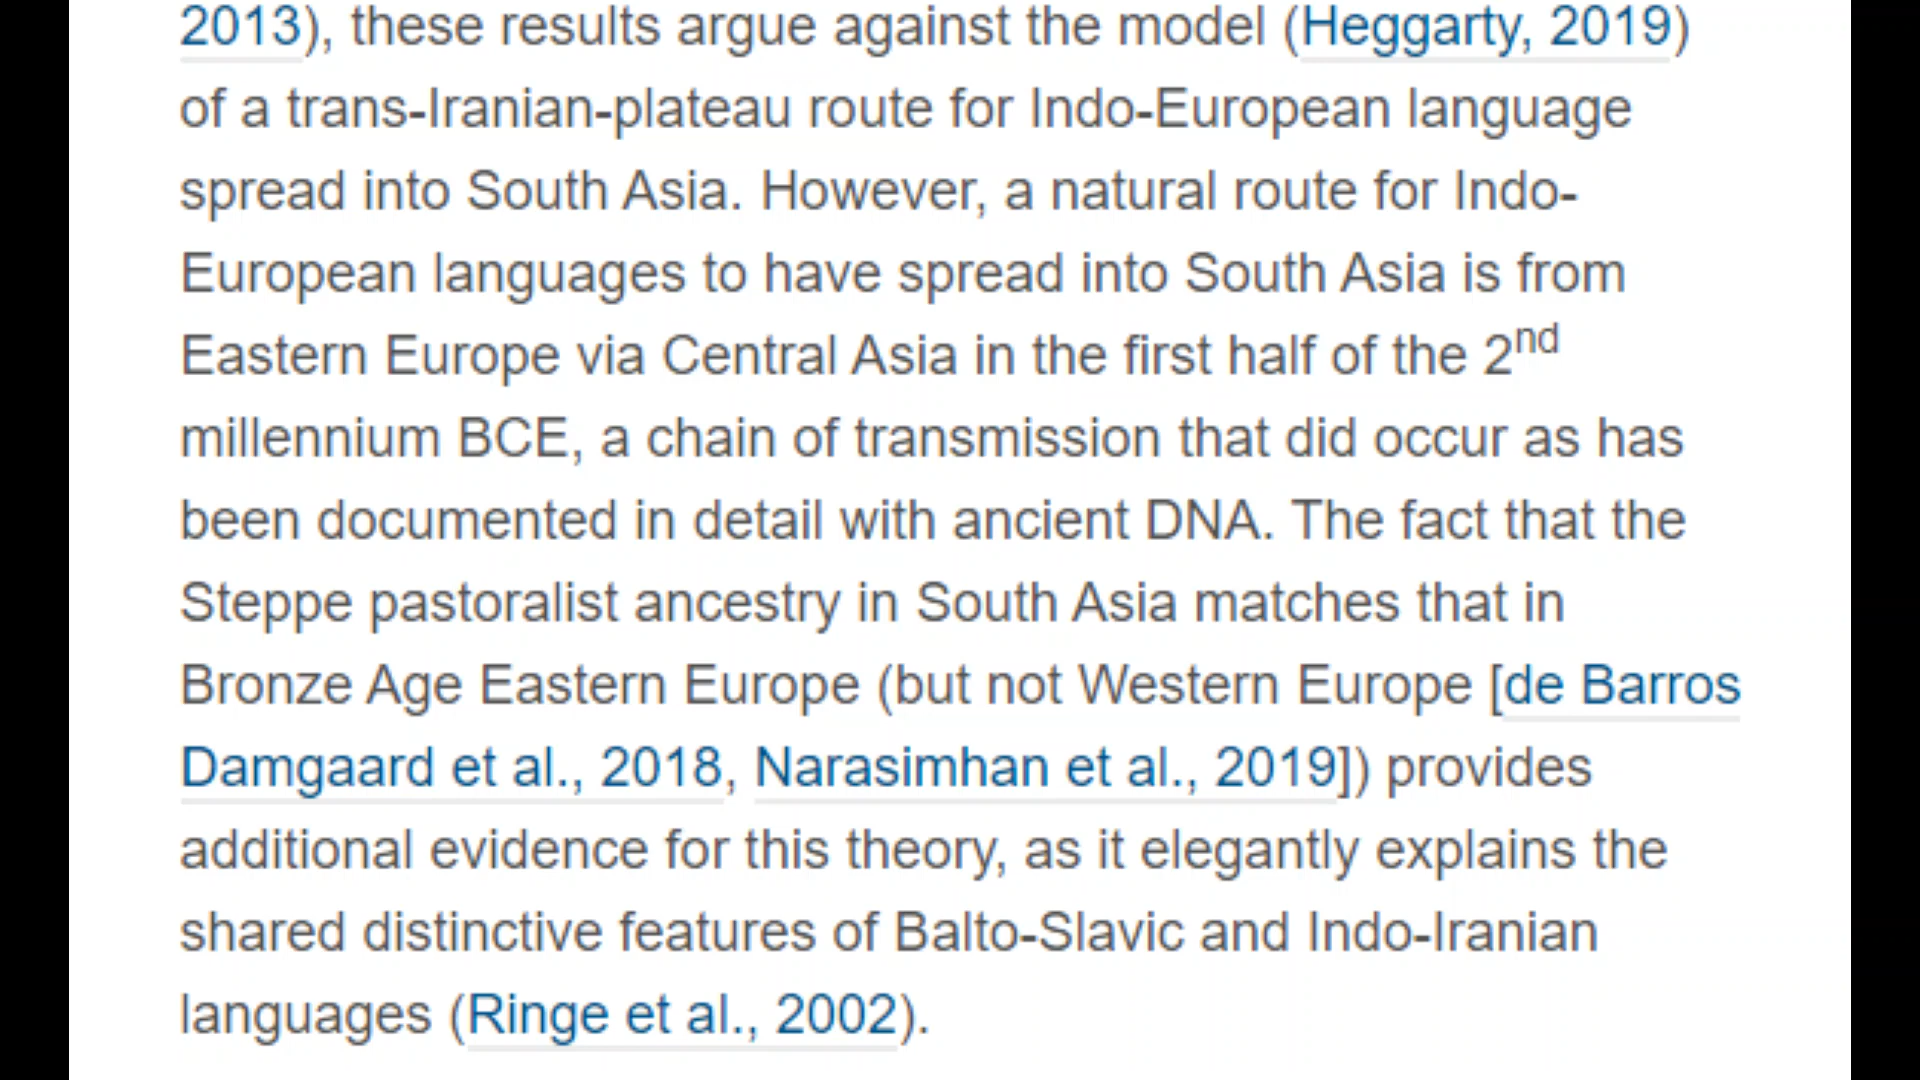 2013), these results argue against the model (Heggarty, 2019)
of a trans-Iranian-plateau route for Indo-European language
spread into South Asia. However, a natural route for Indo-
European languages to have spread into South Asia is from
Eastern Europe via Central Asia in the first half of the 2nd
millennium BCE, a chain of transmission that did occur as has
been documented in detail with ancient DNA. The fact that the
Steppe pastoralist ancestry in South Asia matches that in
Bronze Age Eastern Europe (but not Western Europe [de Barros
Damgaard et al., 2018, Narasimhan et al., 2019]) provides
additional evidence for this theory, as it elegantly explains the
shared distinctive features of Balto-Slavic and Indo-Iranian
languages (Ringe et al., 2002).